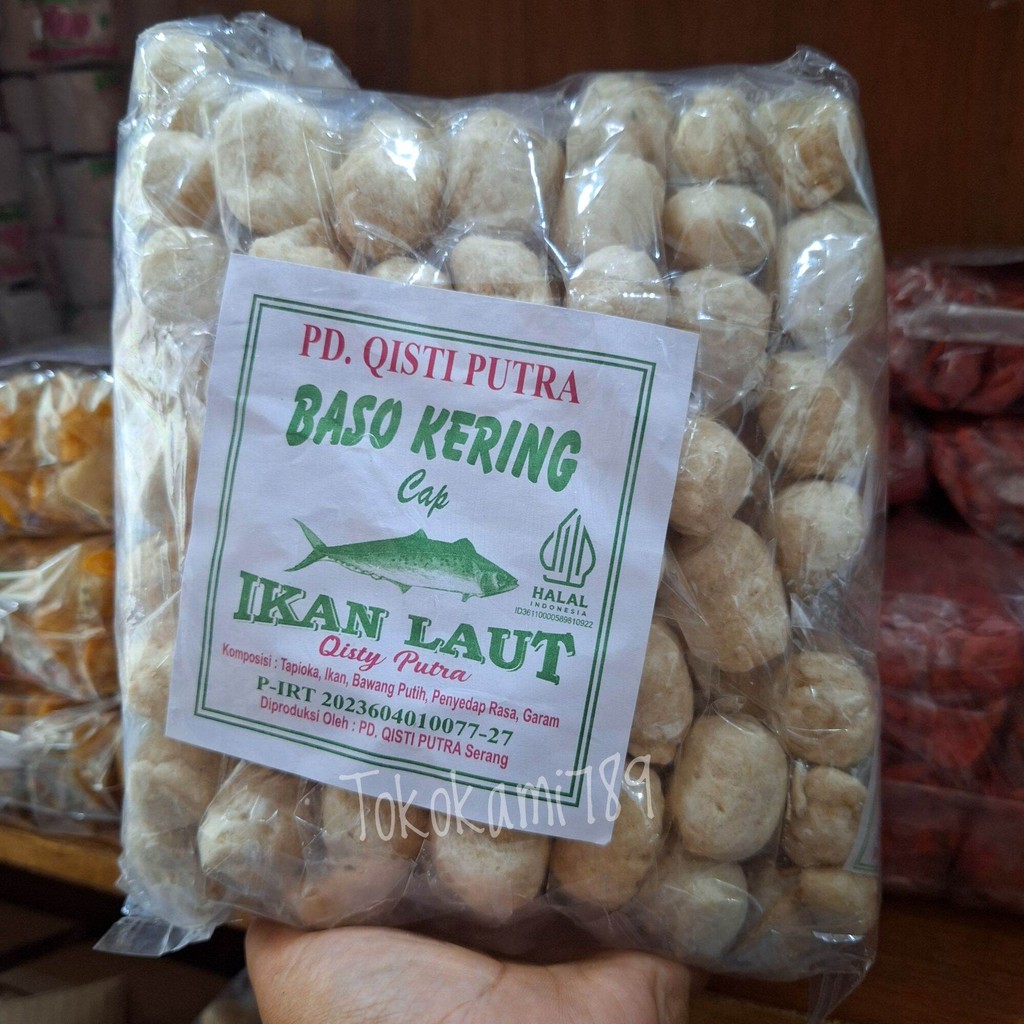 PD. QISTI PUTRA
BASO KERING
Cap
HALAL
INDONESIA
ID36110000589810922
IKAN LAUT
Qisty Putra
Komposisi : Tapioka, Ikan, Bawang Putih, Penyedap Rasa, Garam
P-IRT 2023604010077-27
Diproduksi Oleh : PD. QISTI PUTRA Serang
Tokokami789